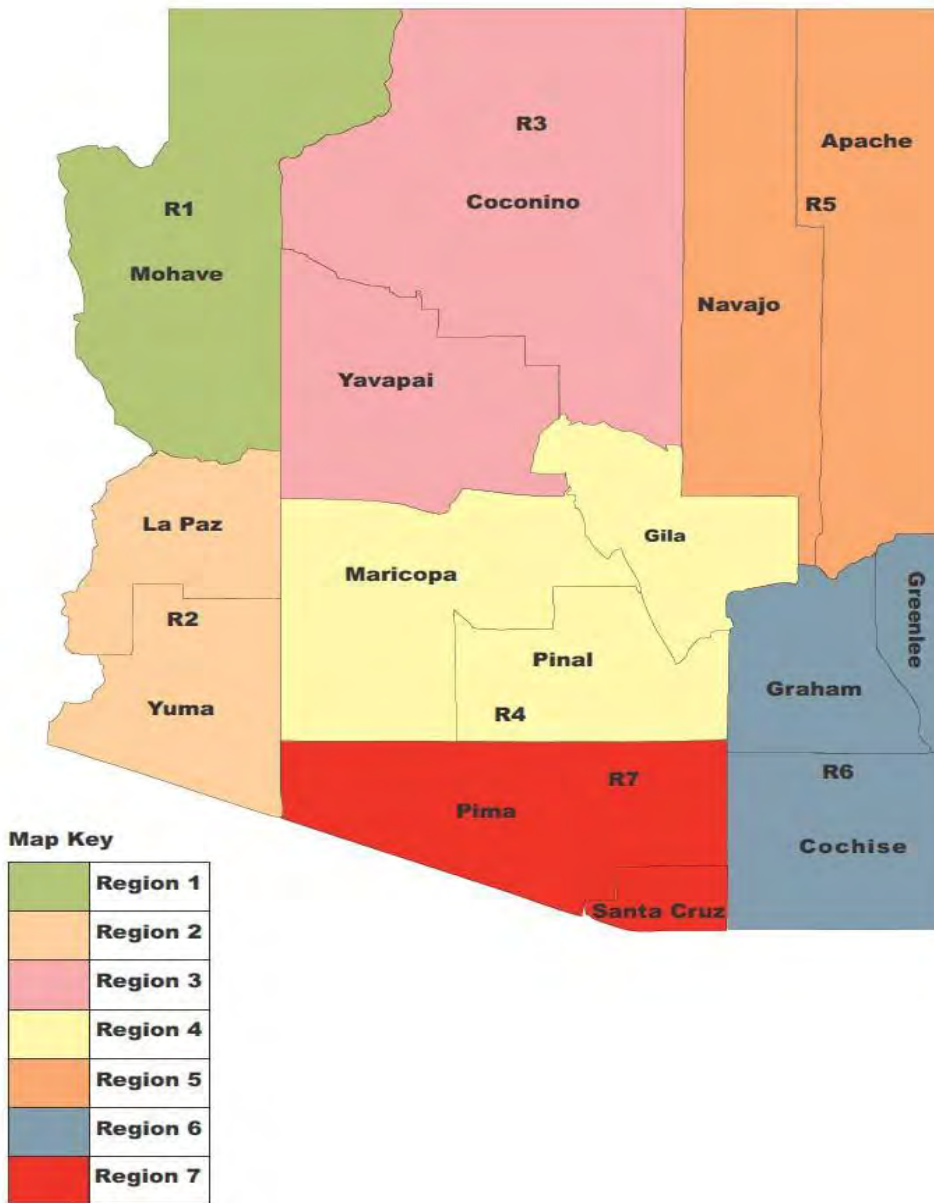 R3
Apache
R1
Coconino
R5
Mohave
Navajo
Yavapai
La Paz
Gila
Maricopa
Greenlee
R2
Pinal
Graham
Yuma
R4
R7
R6
Pima
Cochise
Santa Cruz
Map Key
Region 1
Region 2
Region 3
Region 4
Region 5
Region 6
Region 7